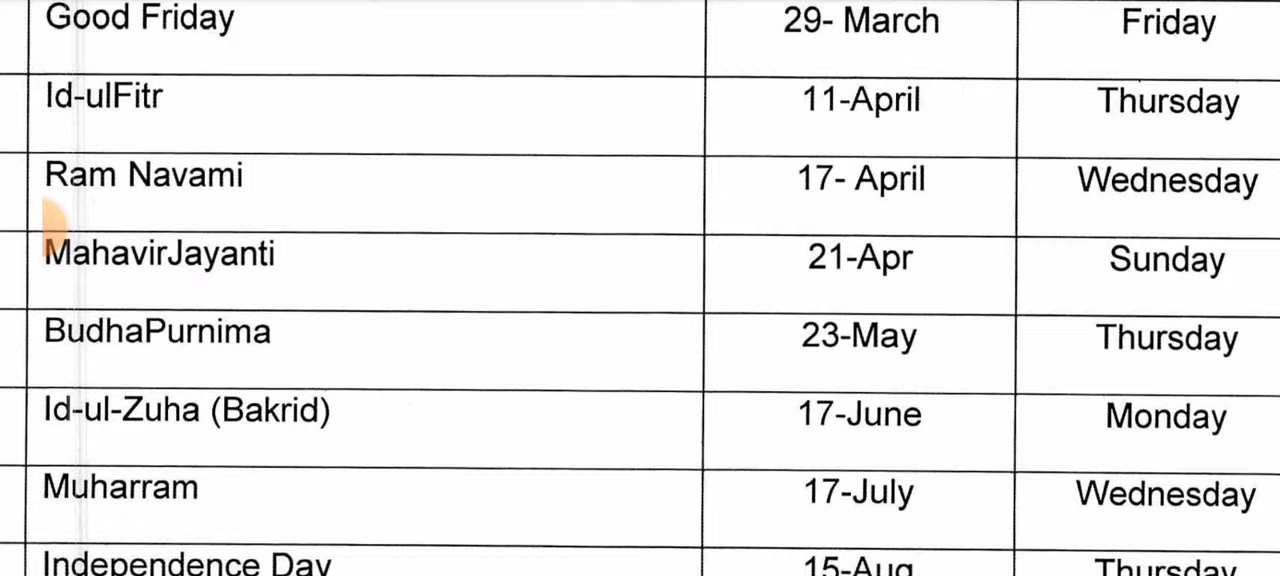 Good Friday 29- March Friday
Id-ulFitr 11-April Thursday
Ram Navami 17- April Wednesday
MahavirJayanti 21-Apr Sunday
BudhaPurnima 23-May Thursday
Id-ul-Zuha (Bakrid) 17-June Monday
Muharram 17-July Wednesday
Independence Day 15-Aug Thursday